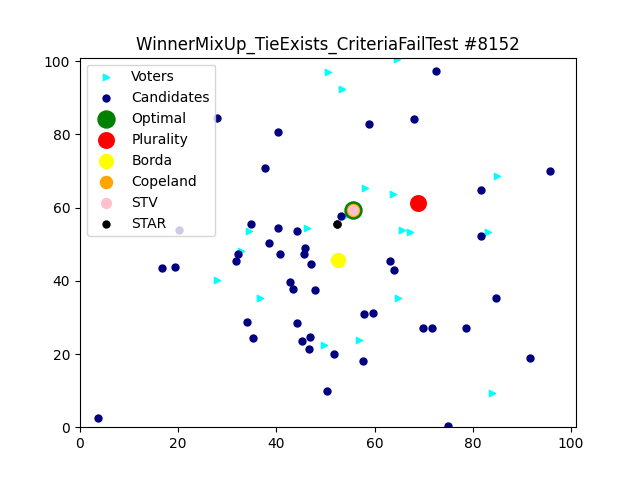 WinnerMixUp_TieExists_CriteriaFailTest #8152
Voters
Candidates
Optimal
Plurality
Borda
Copeland
STV
STAR
100
80
60
40
20
0
0 20 40 60 80 100